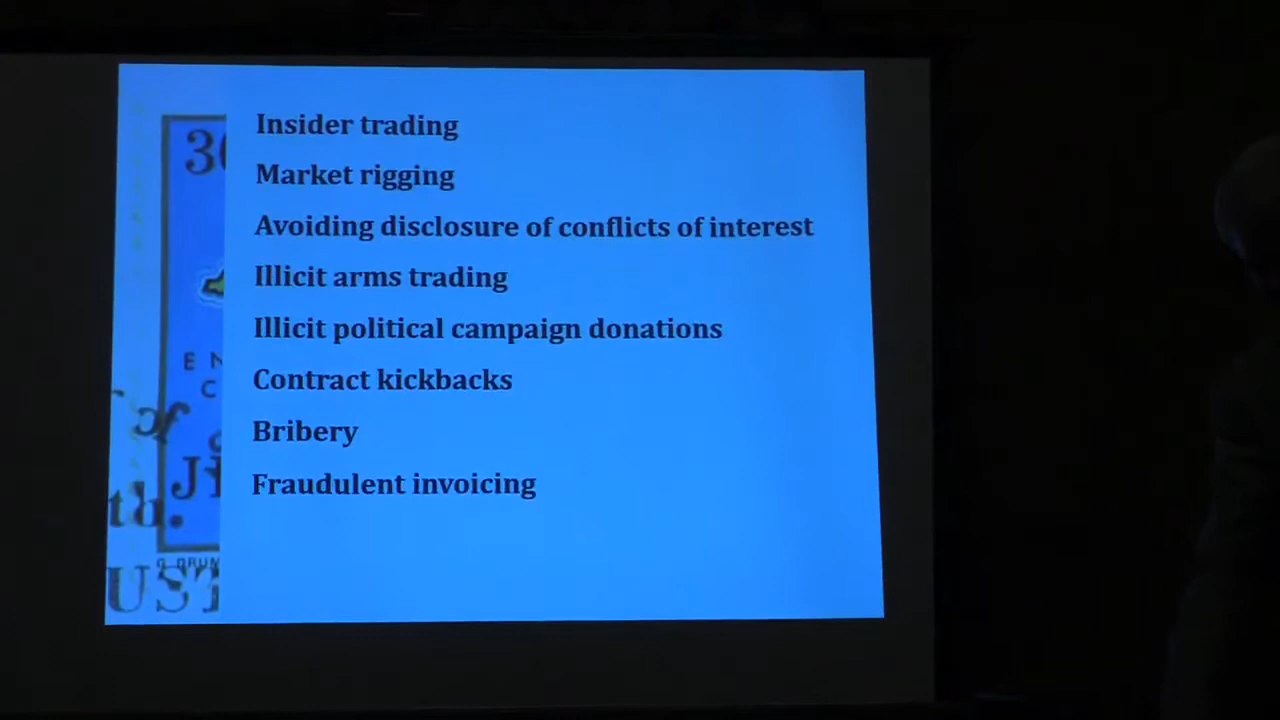 Insider trading
Market rigging
Avoiding disclosure of conflicts of interest
Illicit arms trading
Illicit political campaign donations
Contract kickbacks
Bribery
Fraudulent invoicing
of